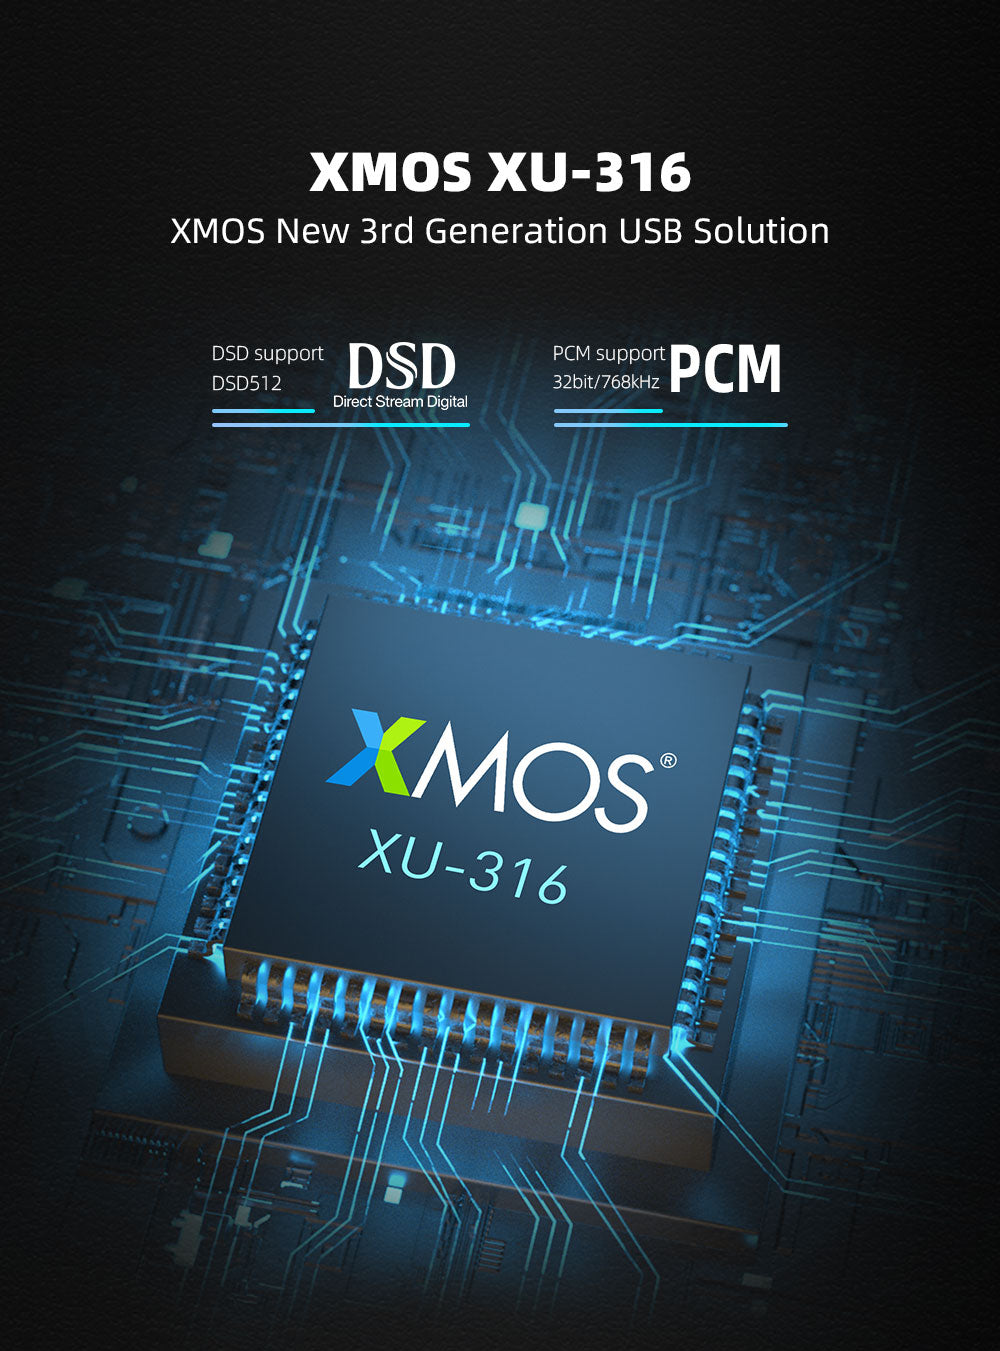 XMOS XU-316
XMOS New 3rd Generation USB Solution
DSD support
DSD512
DSD
Direct Stream Digital
PCM support
32bit/768kHz
PCM
XMOS®
XU-316